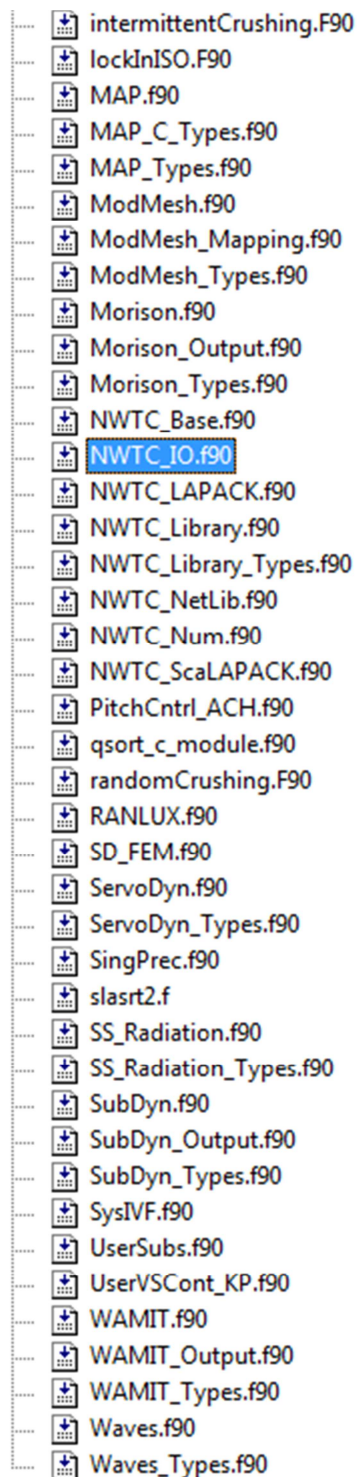 intermittentCrushing.F90
lockInISO.F90
MAP.f90
MAP_C_Types.f90
MAP_Types.f90
ModMesh.f90
ModMesh_Mapping.f90
ModMesh_Types.f90
Morison.f90
Morison_Output.f90
Morison_Types.f90
NWTC_Base.f90
NWTC_IO.f90
NWTC_LAPACK.f90
NWTC_Library.f90
NWTC_Library_Types.f90
NWTC_NetLib.f90
NWTC_Num.f90
NWTC_ScaLAPACK.f90
PitchCntrl_ACH.f90
qsort_c_module.f90
randomCrushing.F90
RANLUX.f90
SD_FEM.f90
ServoDyn.f90
ServoDyn_Types.f90
SingPrec.f90
slasrt2.f
SS_Radiation.f90
SS_Radiation_Types.f90
SubDyn.f90
SubDyn_Output.f90
SubDyn_Types.f90
SysIVF.f90
UserSubs.f90
UserVSCont_KP.f90
WAMIT.f90
WAMIT_Output.f90
WAMIT_Types.f90
Waves.f90
Waves_Types.f90